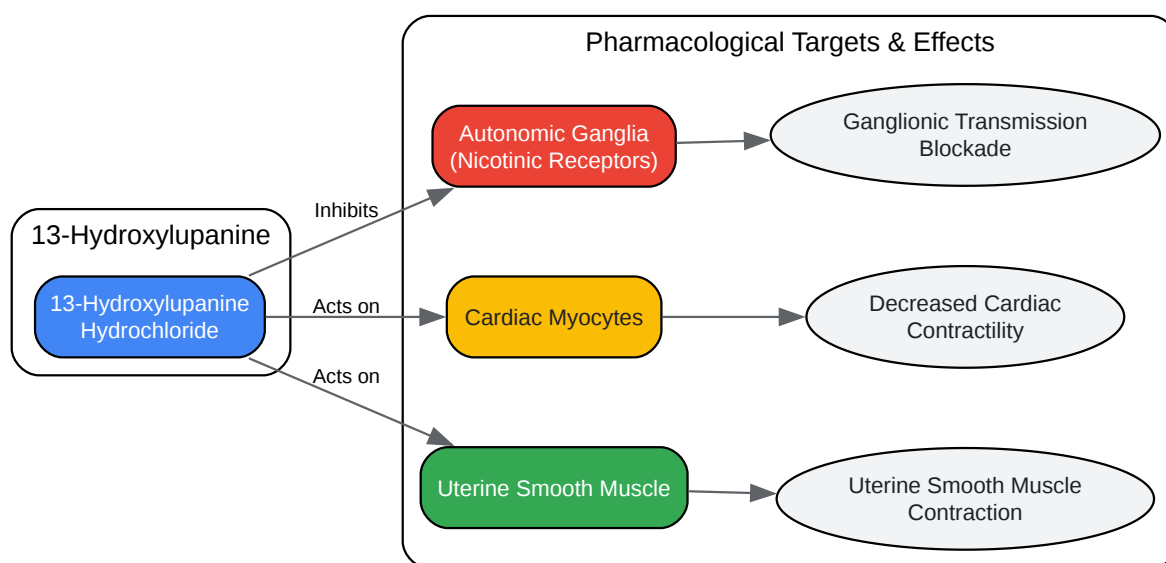 Pharmacological Targets & Effects
Autonomic Ganglia
(Nicotinic Receptors)
Ganglionic Transmission
Blockade
Inhibits
13-Hydroxylupanine
13-Hydroxylupanine
Hydrochloride
Acts on
Cardiac Myocytes
Decreased Cardiac
Contractility
Acts on
Uterine Smooth Muscle
Uterine Smooth Muscle
Contraction